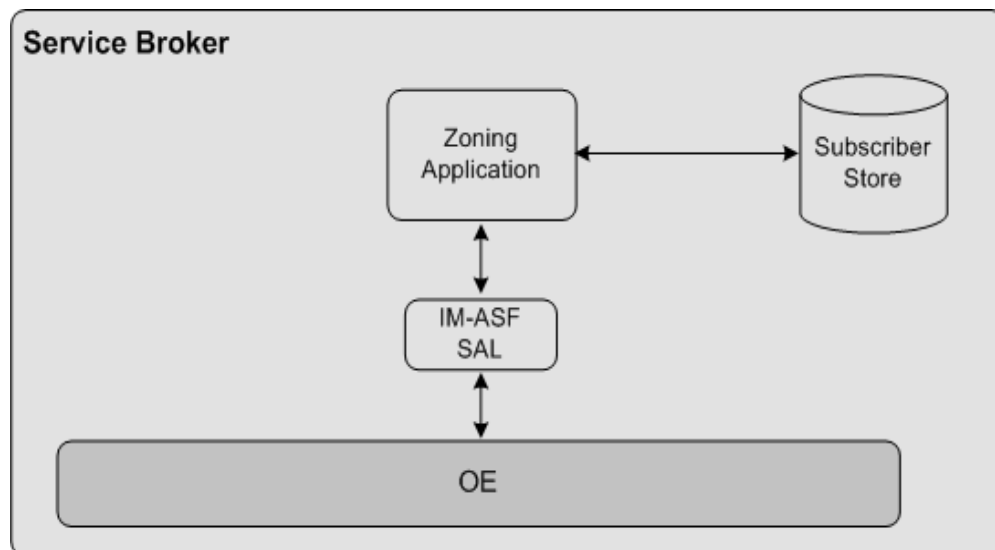 Service Broker
Zoning
Application
Subscriber
Store
IM-ASF
SAL
OE